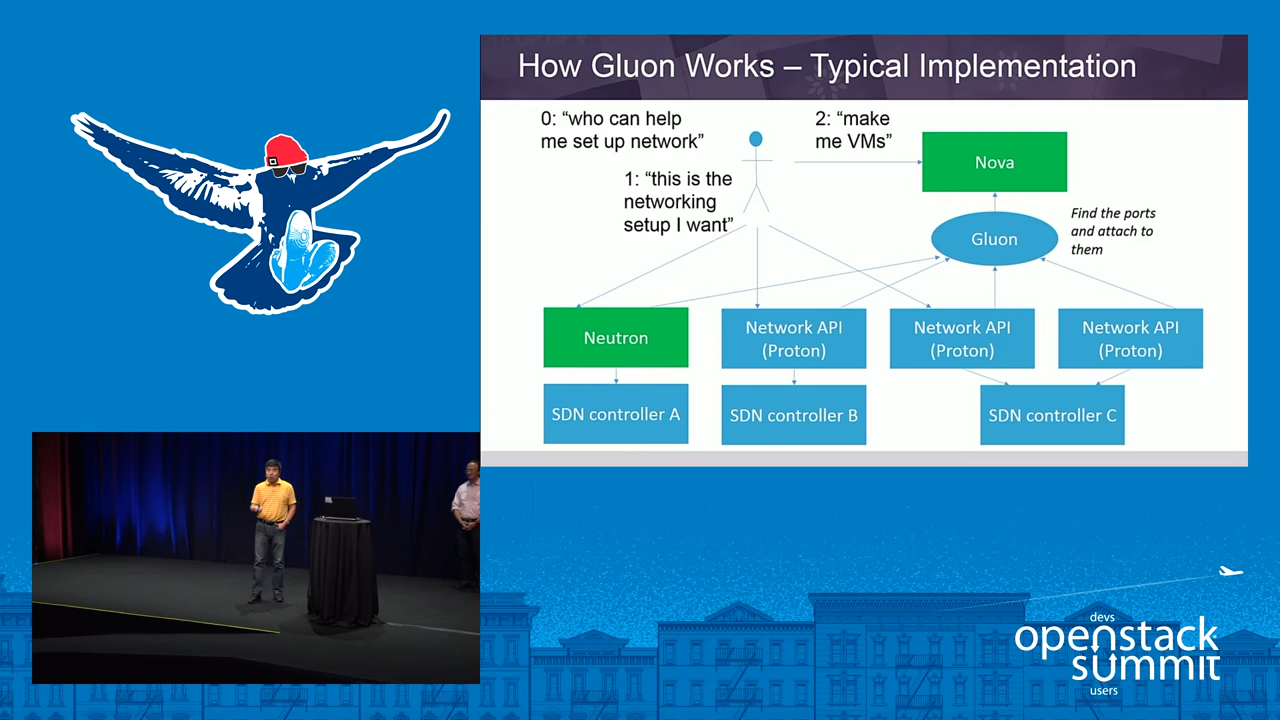 How Gluon Works – Typical Implementation
0: “who can help
me set up network”
2: “make
me VMs”
1: “this is the
networking
setup I want”
Nova
Gluon
Find the ports
and attach to
them
Neutron
Network API
(Proton)
Network API
(Proton)
Network API
(Proton)
SDN controller A
SDN controller B
SDN controller C
devs
openstack
summit
users